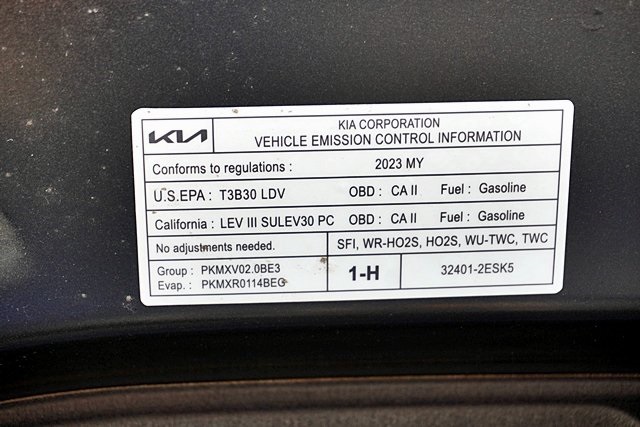 KIA KIA CORPORATION
VEHICLE EMISSION CONTROL INFORMATION
Conforms to regulations : 2023 MY
U.S.EPA : T3B30 LDV OBD : CA II Fuel : Gasoline
California : LEV III SULEV30 PC OBD : CA II Fuel : Gasoline
No adjustments needed. SFI, WR-HO2S, HO2S, WU-TWC, TWC
Group : PKMXV02.0BE3 1-H 32401-2ESK5
Evap. : PKMXR0114BEG